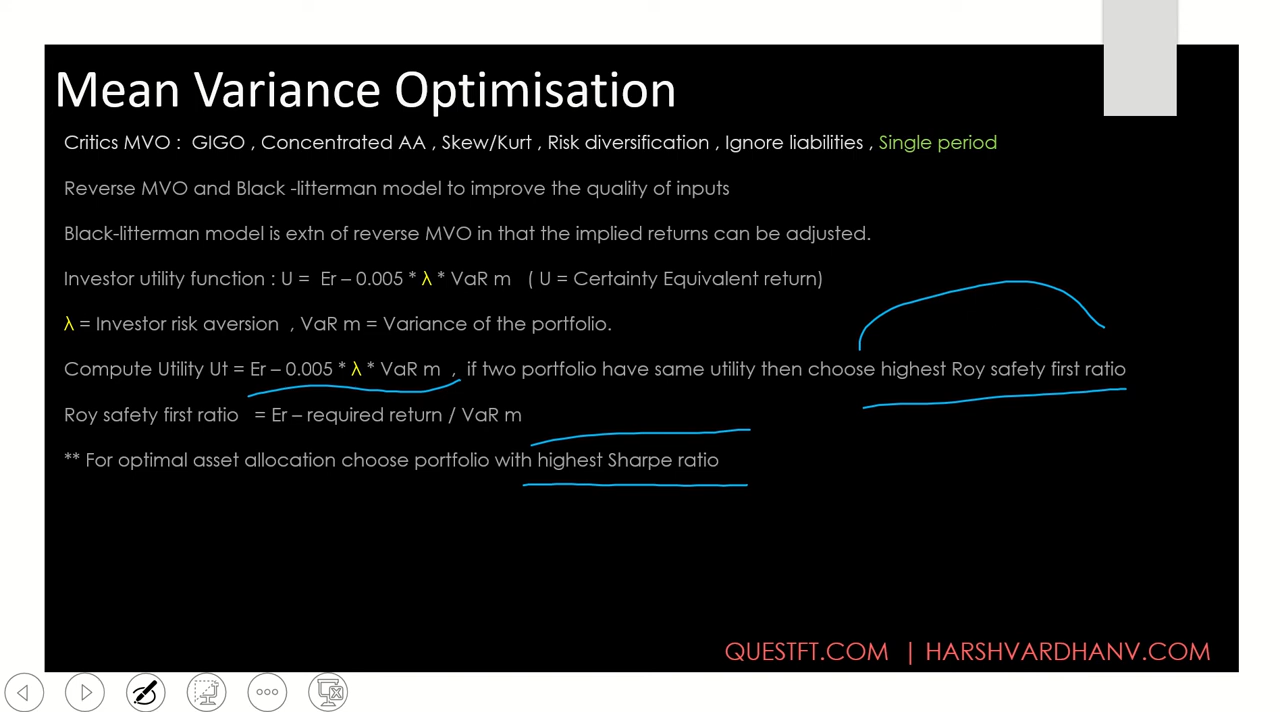 Mean Variance Optimisation
Critics MVO : GIGO , Concentrated AA , Skew/Kurt , Risk diversification , Ignore liabilities , Single period
Reverse MVO and Black -litterman model to improve the quality of inputs
Black-litterman model is extn of reverse MVO in that the implied returns can be adjusted.
Investor utility function : U = Er – 0.005 * λ * VaR m ( U = Certainty Equivalent return)
λ = Investor risk aversion , VaR m = Variance of the portfolio.
Compute Utility Ut = Er – 0.005 * λ * VaR m , if two portfolio have same utility then choose highest Roy safety first ratio
Roy safety first ratio = Er – required return / VaR m
** For optimal asset allocation choose portfolio with highest Sharpe ratio
QUESTFT.COM | HARSHVARDHANV.COM